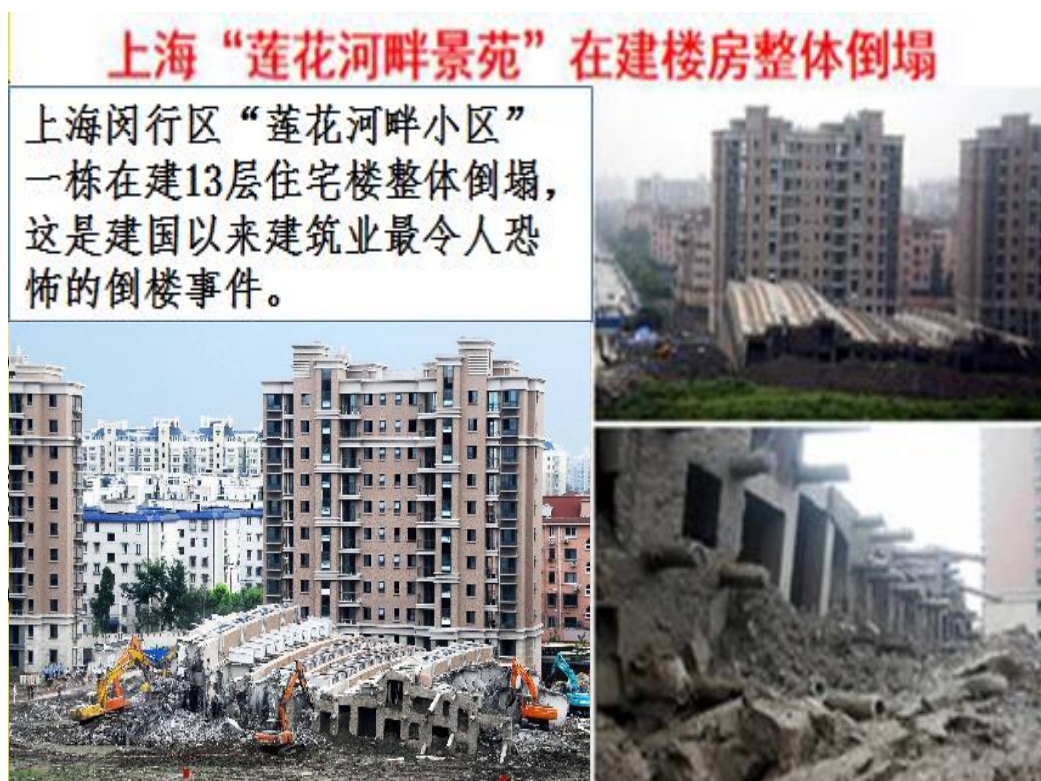 上海“莲花河畔景苑”在建楼房整体倒塌
上海闵行区“莲花河畔小区”
一栋在建13层住宅楼整体倒塌，
这是建国以来建筑业最令人恐
怖的倒楼事件。